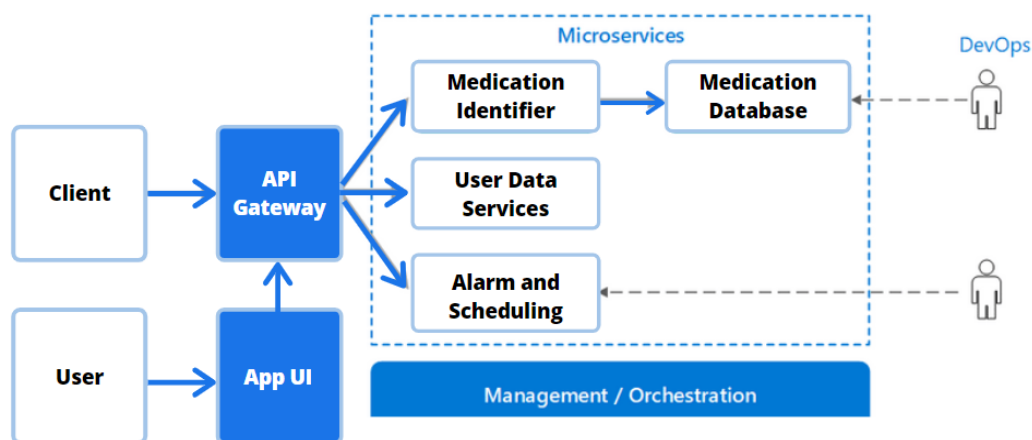 Microservices
DevOps
Medication
Identifier
Medication
Database
Client
API
Gateway
User Data
Services
Alarm and
Scheduling
User
App UI
Management / Orchestration